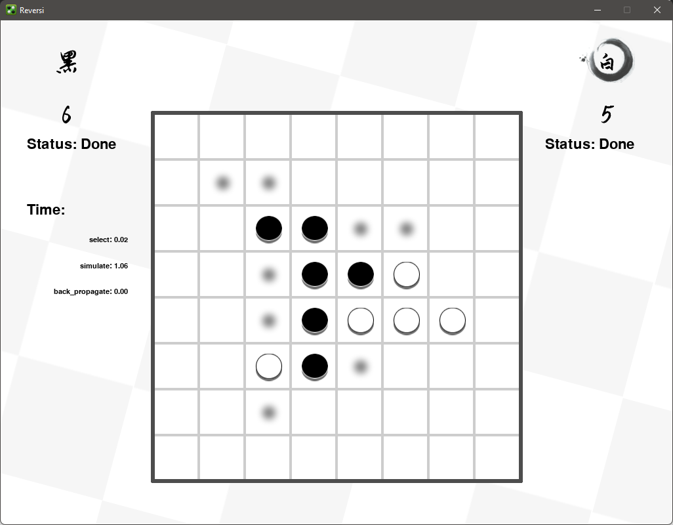 Reversi
黑
白
6
5
Status: Done
Status: Done
Time:
select: 0.02
simulate: 1.06
back_propagate: 0.00